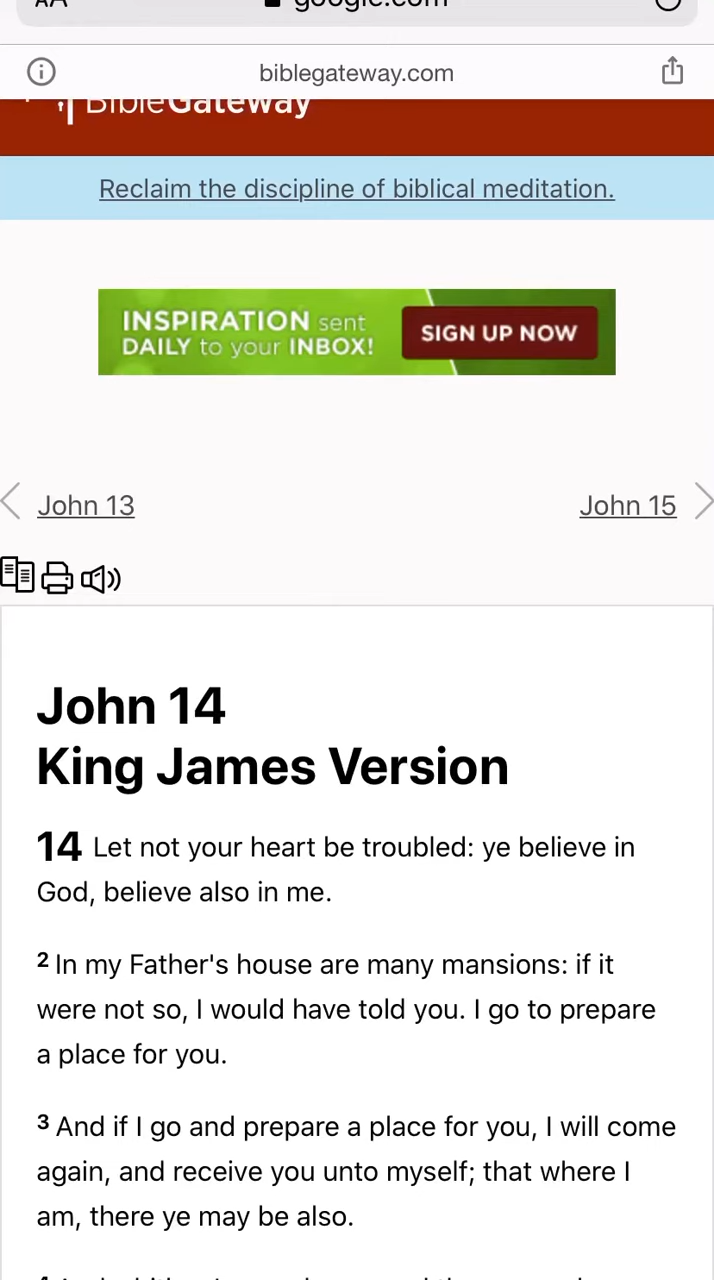 AA google.com
biblegateway.com
BibleGateway
Reclaim the discipline of biblical meditation.
INSPIRATION sent
DAILY to your INBOX!
SIGN UP NOW
John 13
John 15
John 14
King James Version
14 Let not your heart be troubled: ye believe in
God, believe also in me.
2 In my Father's house are many mansions: if it
were not so, I would have told you. I go to prepare
a place for you.
3 And if I go and prepare a place for you, I will come
again, and receive you unto myself; that where I
am, there ye may be also.